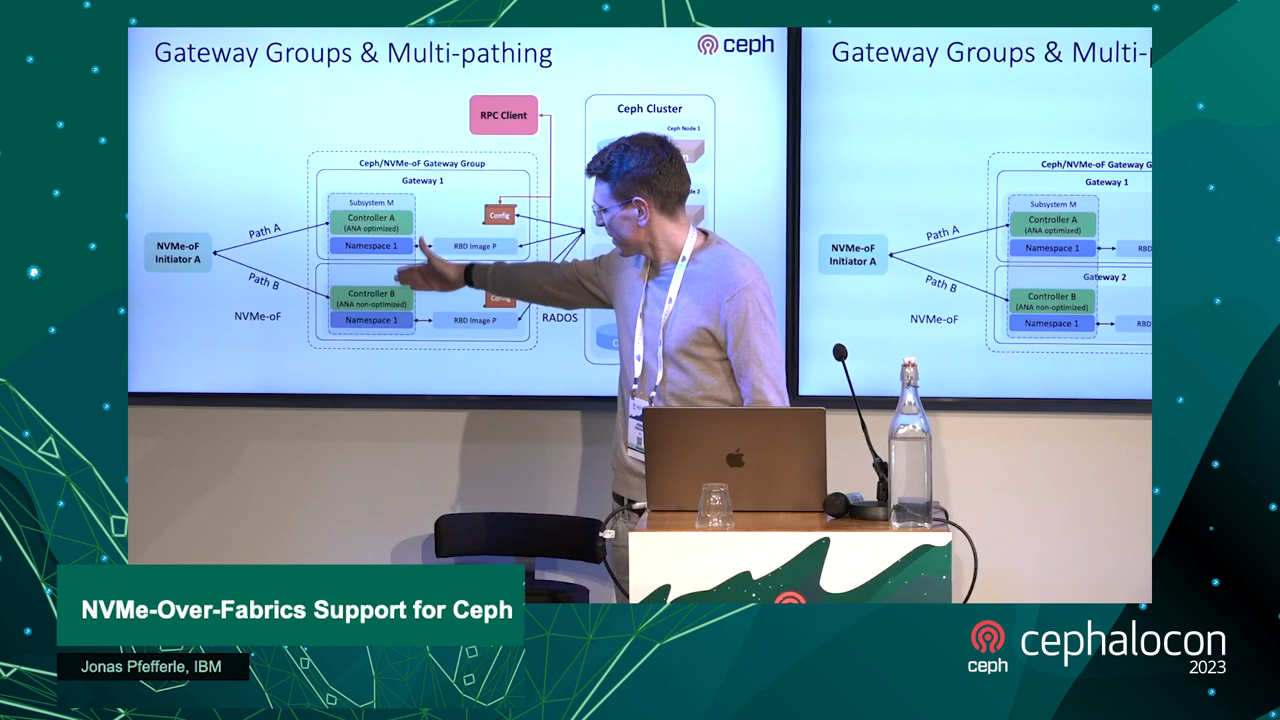 Gateway Groups & Multi-pathing
ceph
RPC Client
Ceph Cluster
Ceph Node 1
Ceph/NVMe-oF Gateway Group
Gateway 1
Subsystem M
Controller A
(ANA optimized)
Namespace 1
Config
RBD Image P
NVMe-oF
Initiator A
Path A
Path B
Controller B
(ANA non-optimized)
Namespace 1
Config
RBD Image P
NVMe-oF
RADOS
Gateway Groups & Multi-p
Ceph/NVMe-oF Gateway G
Gateway 1
Subsystem M
Controller A
(ANA optimized)
Namespace 1
RBD
NVMe-oF
Initiator A
Path A
Path B
Gateway 2
Controller B
(ANA non-optimized)
Namespace 1
RBD
NVMe-oF
NVMe-Over-Fabrics Support for Ceph
Jonas Pfefferle, IBM
ceph
cephalocon
2023